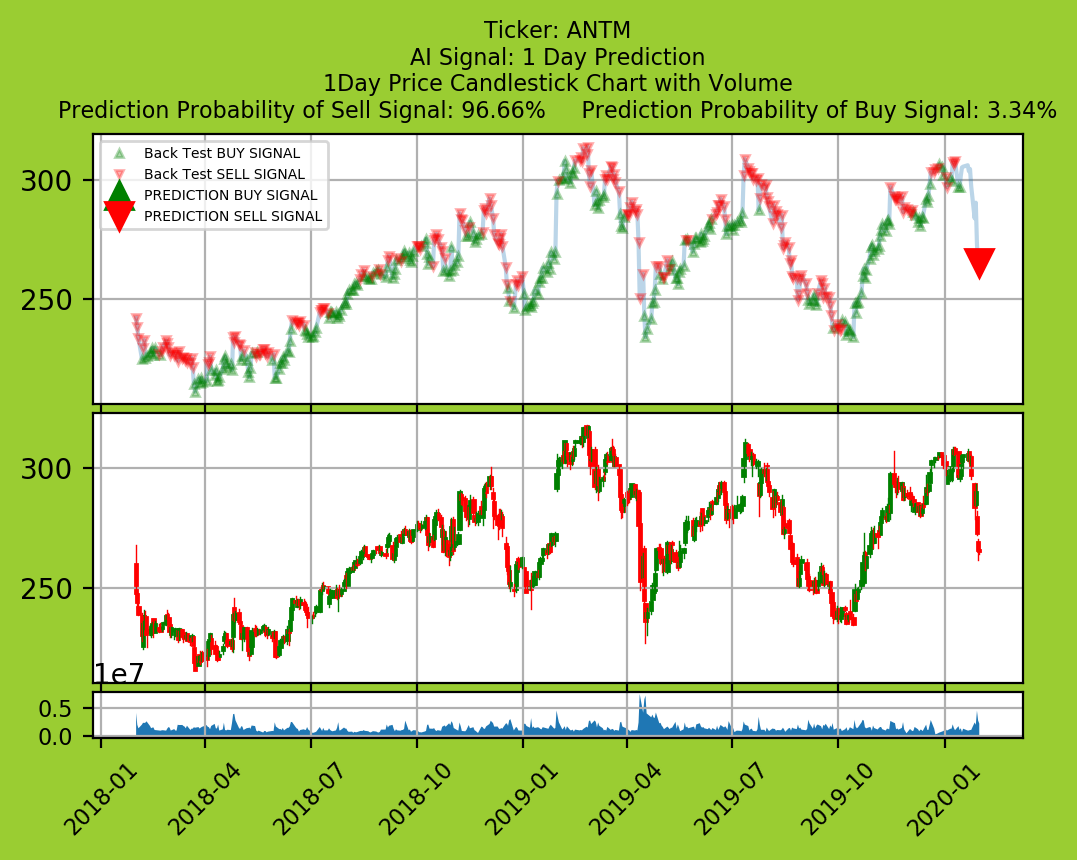 Ticker: ANTM
AI Signal: 1 Day Prediction
1Day Price Candlestick Chart with Volume
Prediction Probability of Sell Signal: 96.66%     Prediction Probability of Buy Signal: 3.34%
Back Test BUY SIGNAL
Back Test SELL SIGNAL
PREDICTION BUY SIGNAL
PREDICTION SELL SIGNAL
300
250
300
250
1e7
0.5
0.0
2018-01
2018-04
2018-07
2018-10
2019-01
2019-04
2019-07
2019-10
2020-01